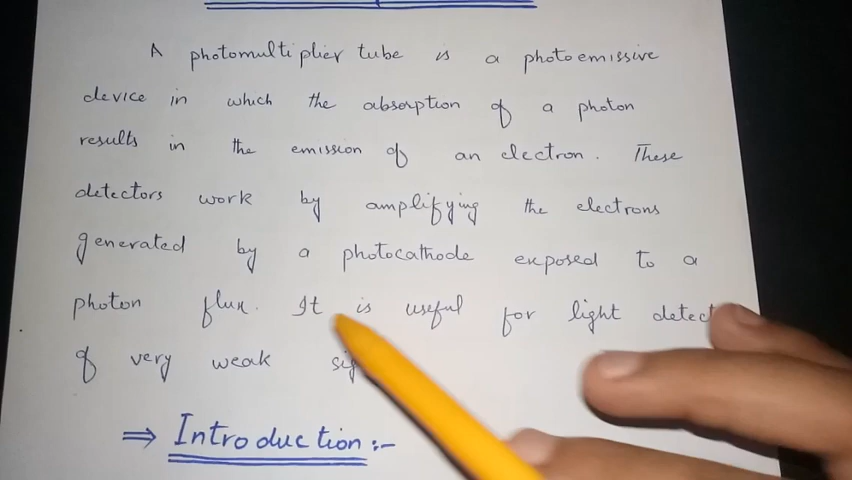 A photomultiplier tube is a photoemissive
device in which the absorption of a photon
results in the emission of an electron. These
detectors work by amplifying the electrons
generated by a photocathode exposed to a
photon flux. It is useful for light detect
of very weak sig
⇒ Introduction :-